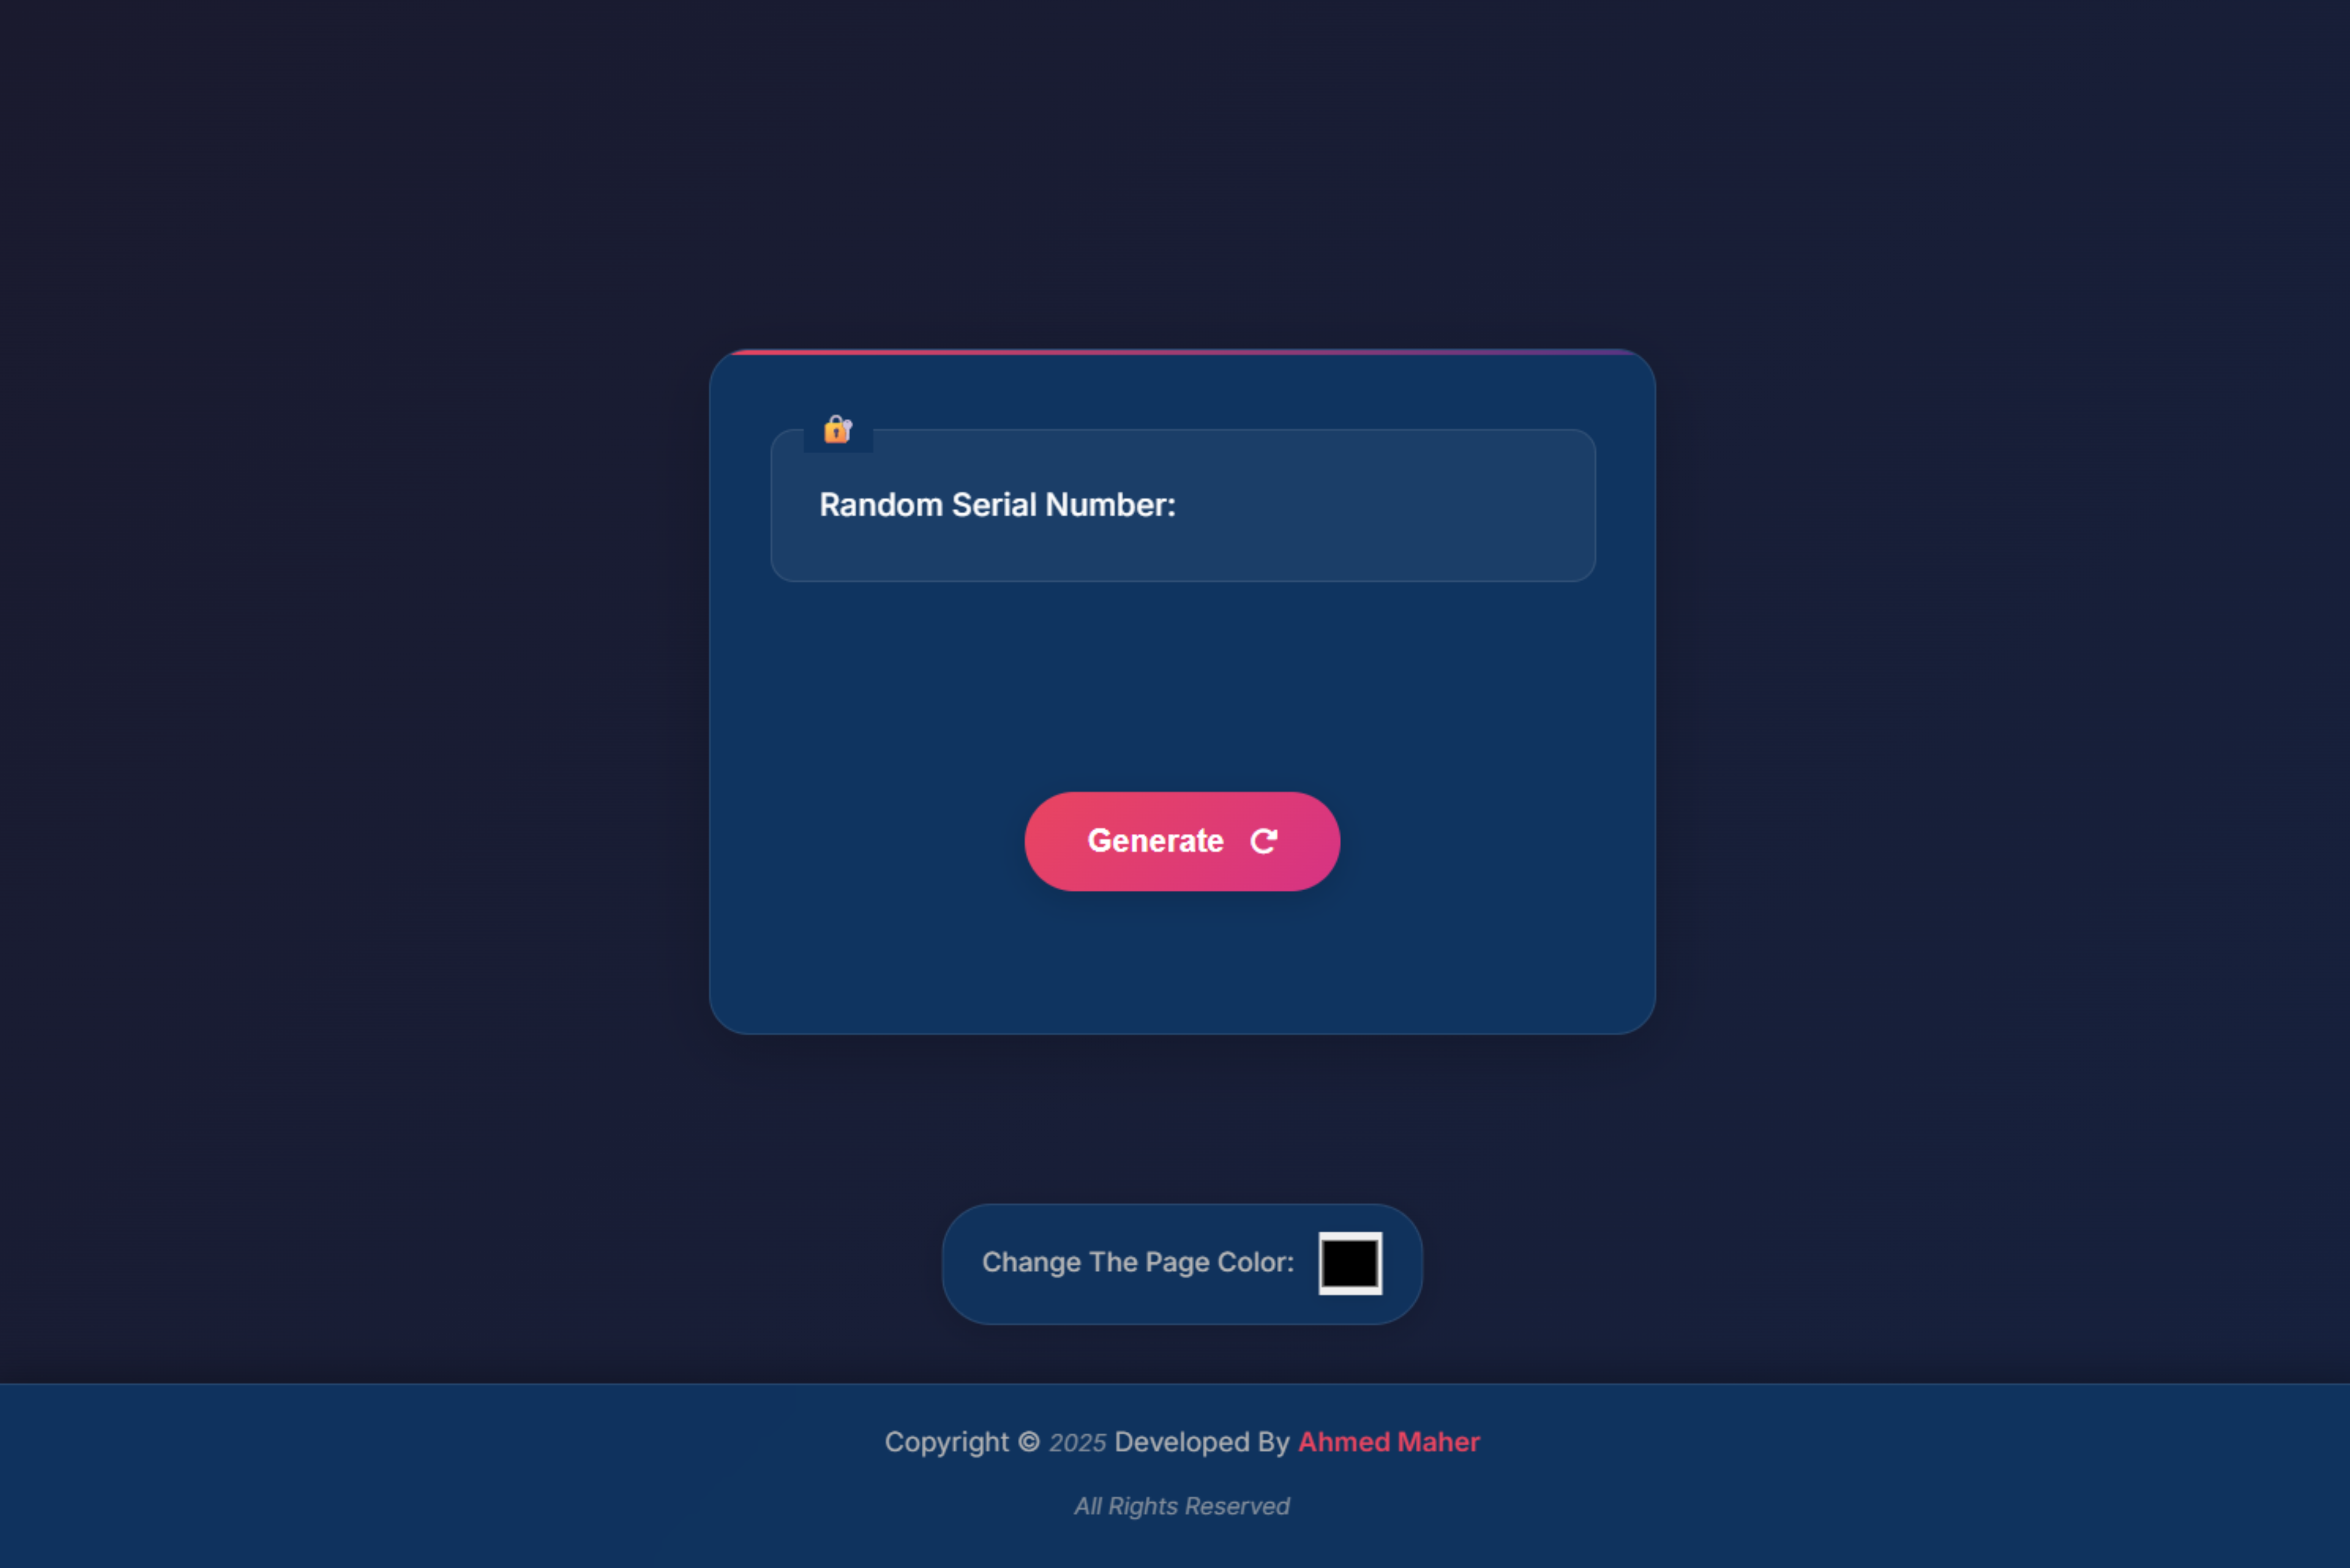 Random Serial Number:
Generate
Change The Page Color:
Copyright © 2025 Developed By Ahmed Maher
All Rights Reserved